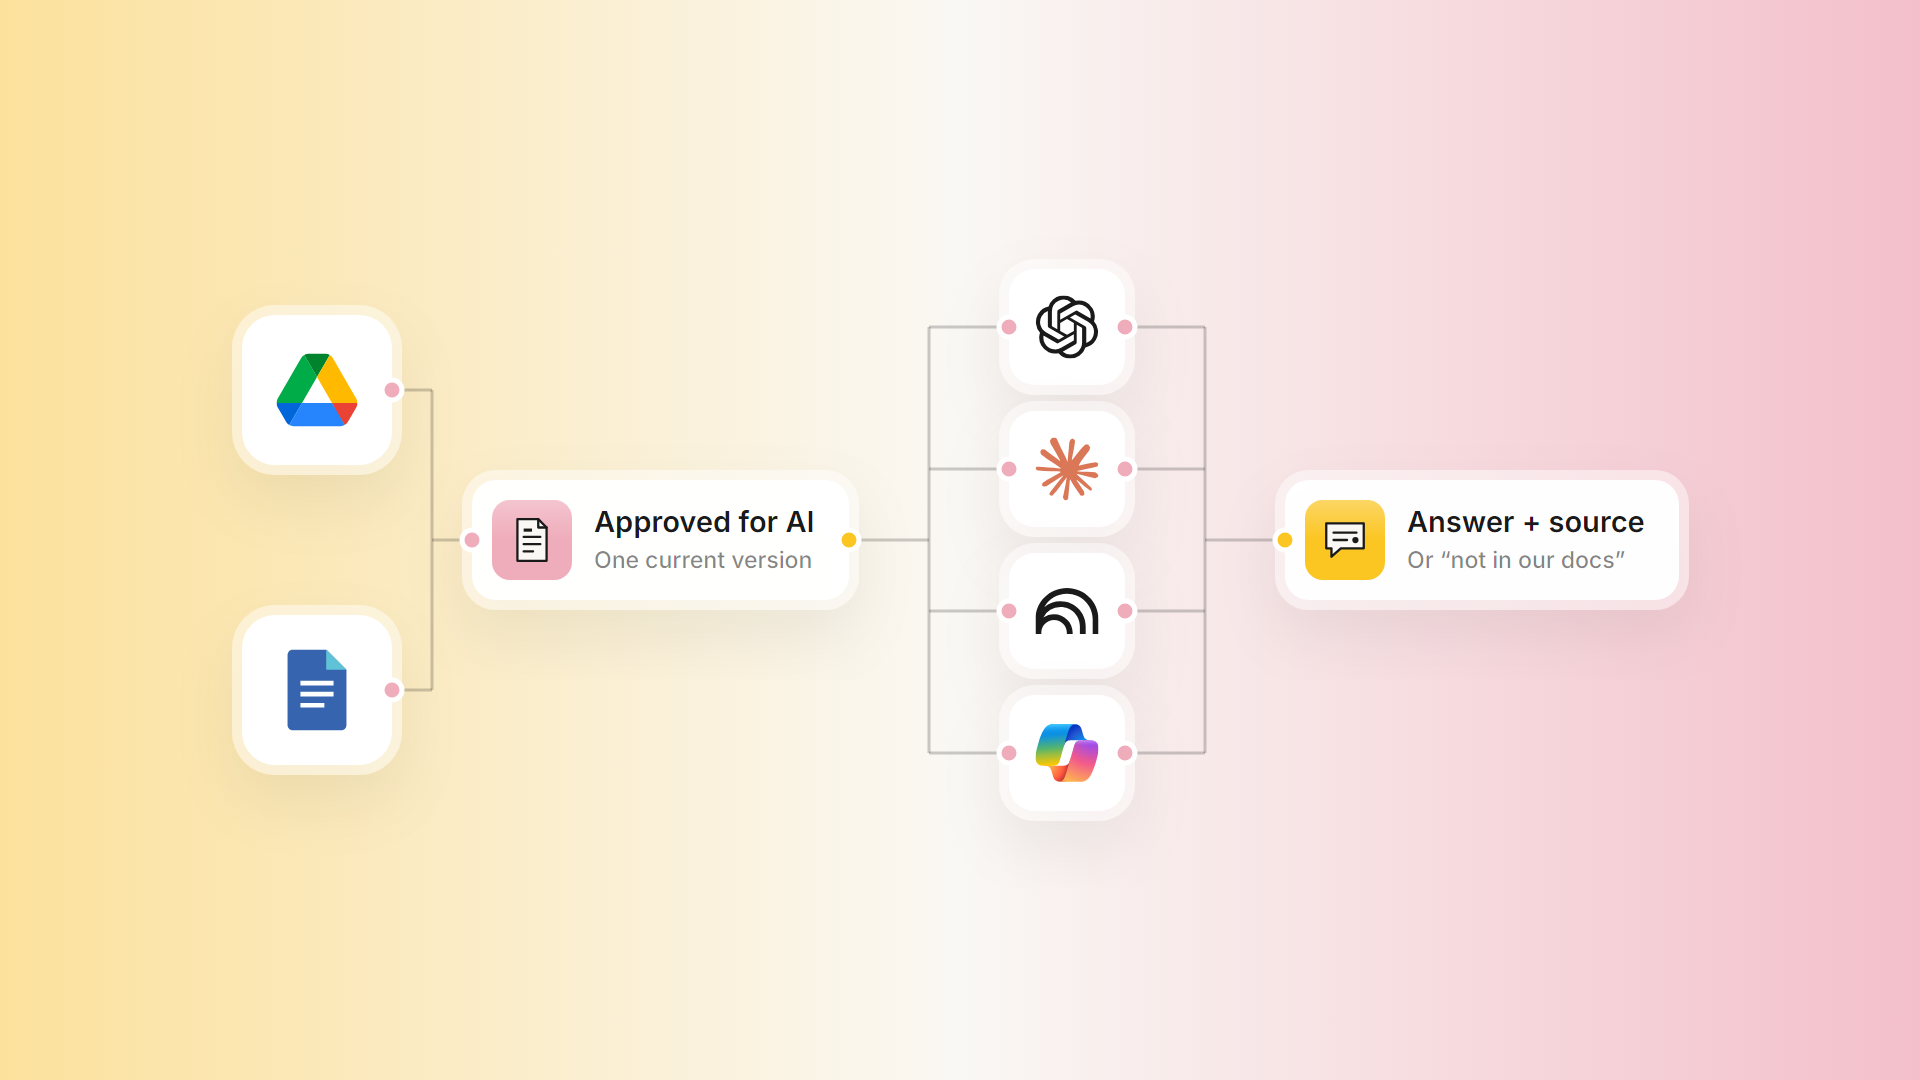 Approved for AI
One current version
Answer + source
Or “not in our docs”